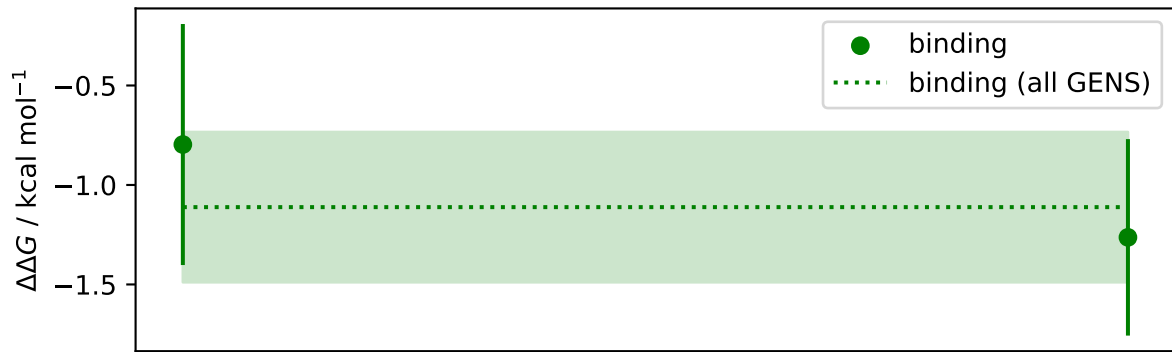 binding
binding (all GENS)
ΔΔG / kcal mol⁻¹
−0.5
−1.0
−1.5